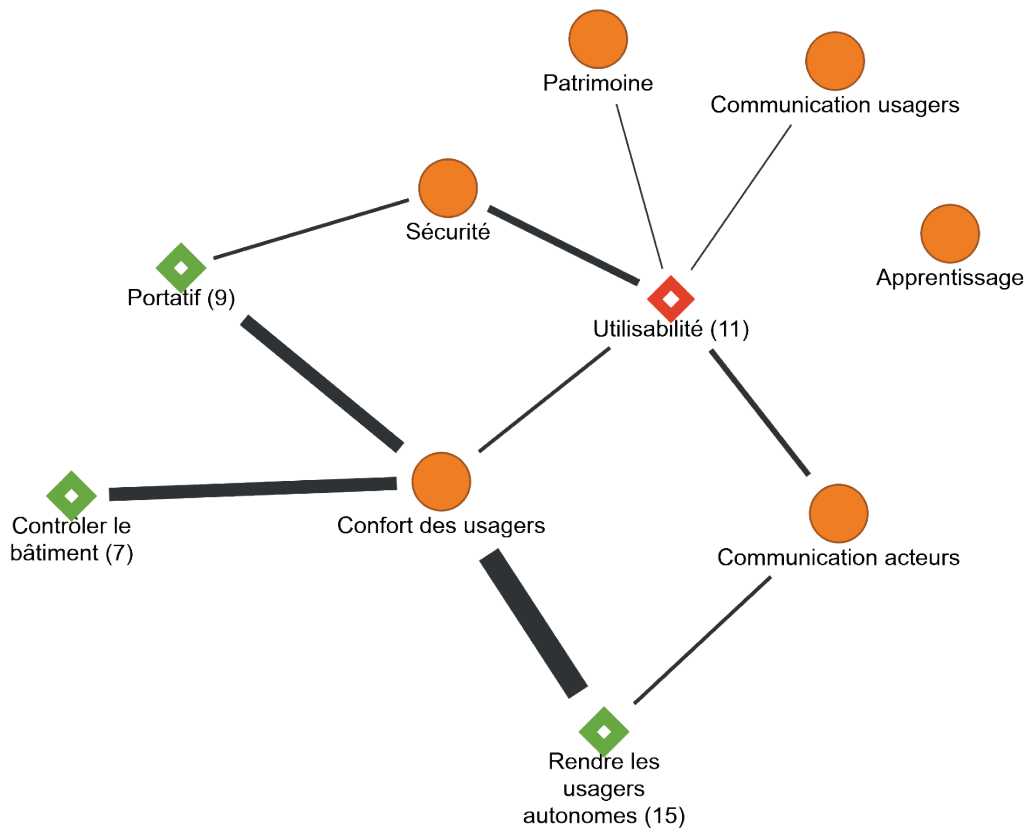 Patrimoine
Communication usagers
Sécurité
Apprentissage
Portatif (9)
Utilisabilité (11)
Contrôler le
bâtiment (7)
Confort des usagers
Communication acteurs
Rendre les
usagers
autonomes (15)